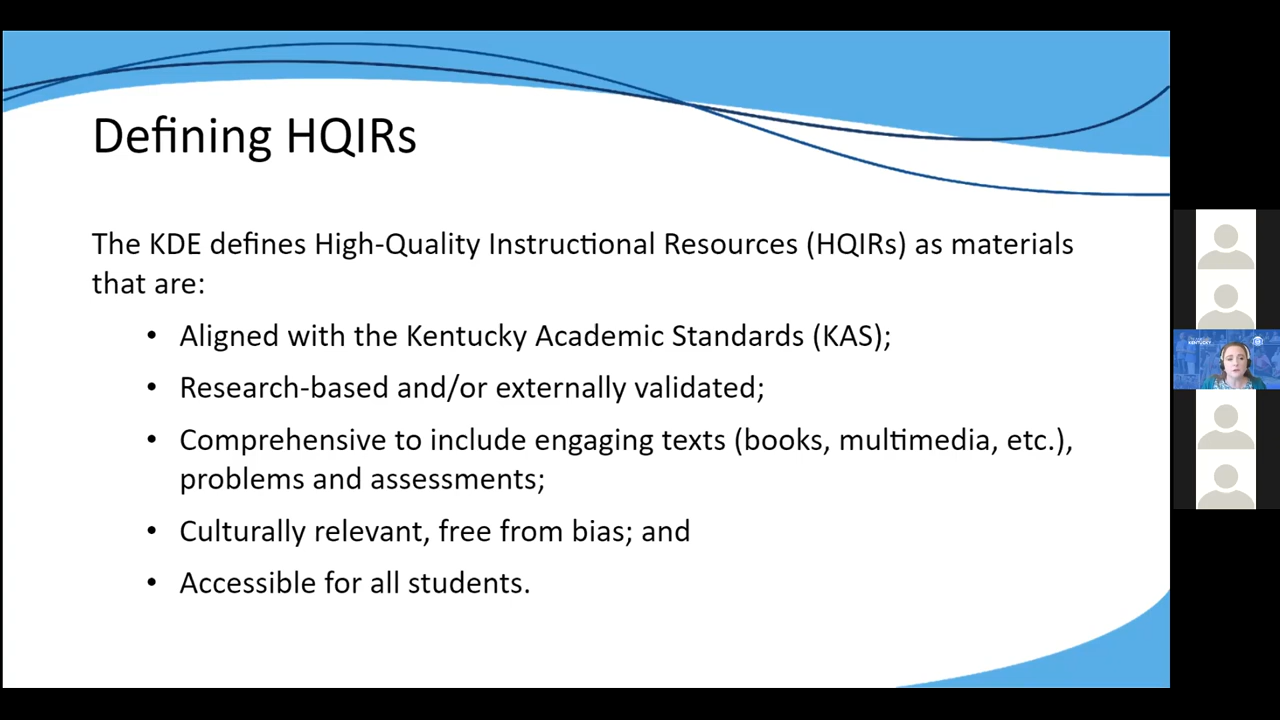 Defining HQIRs
The KDE defines High-Quality Instructional Resources (HQIRs) as materials
that are:
• Aligned with the Kentucky Academic Standards (KAS);
• Research-based and/or externally validated;
• Comprehensive to include engaging texts (books, multimedia, etc.),
problems and assessments;
• Culturally relevant, free from bias; and
• Accessible for all students.
KENTUCKY